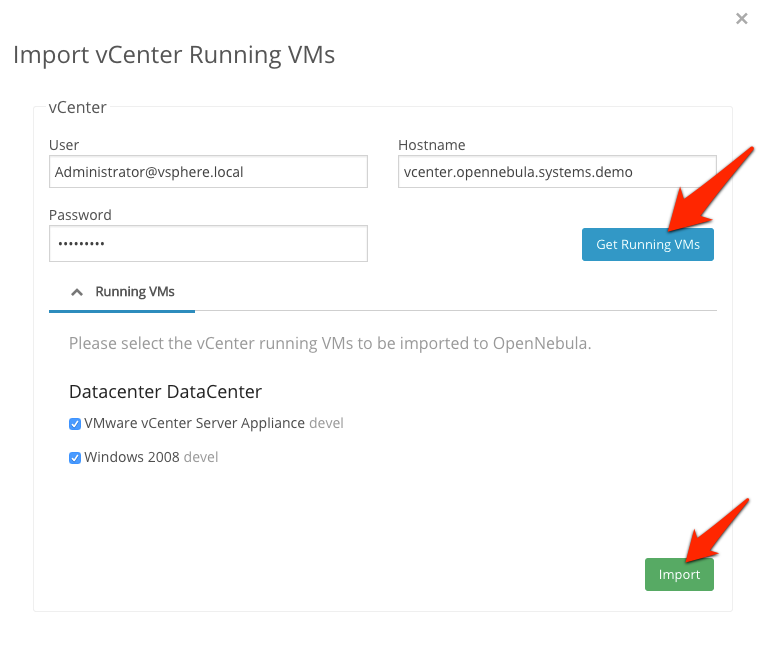 Import vCenter Running VMs
vCenter
User
Hostname
Administrator@vsphere.local
vcenter.opennebula.systems.demo
Password
•••••••••
Get Running VMs
Running VMs
Please select the vCenter running VMs to be imported to OpenNebula.
Datacenter DataCenter
VMware vCenter Server Appliance devel
Windows 2008 devel
Import